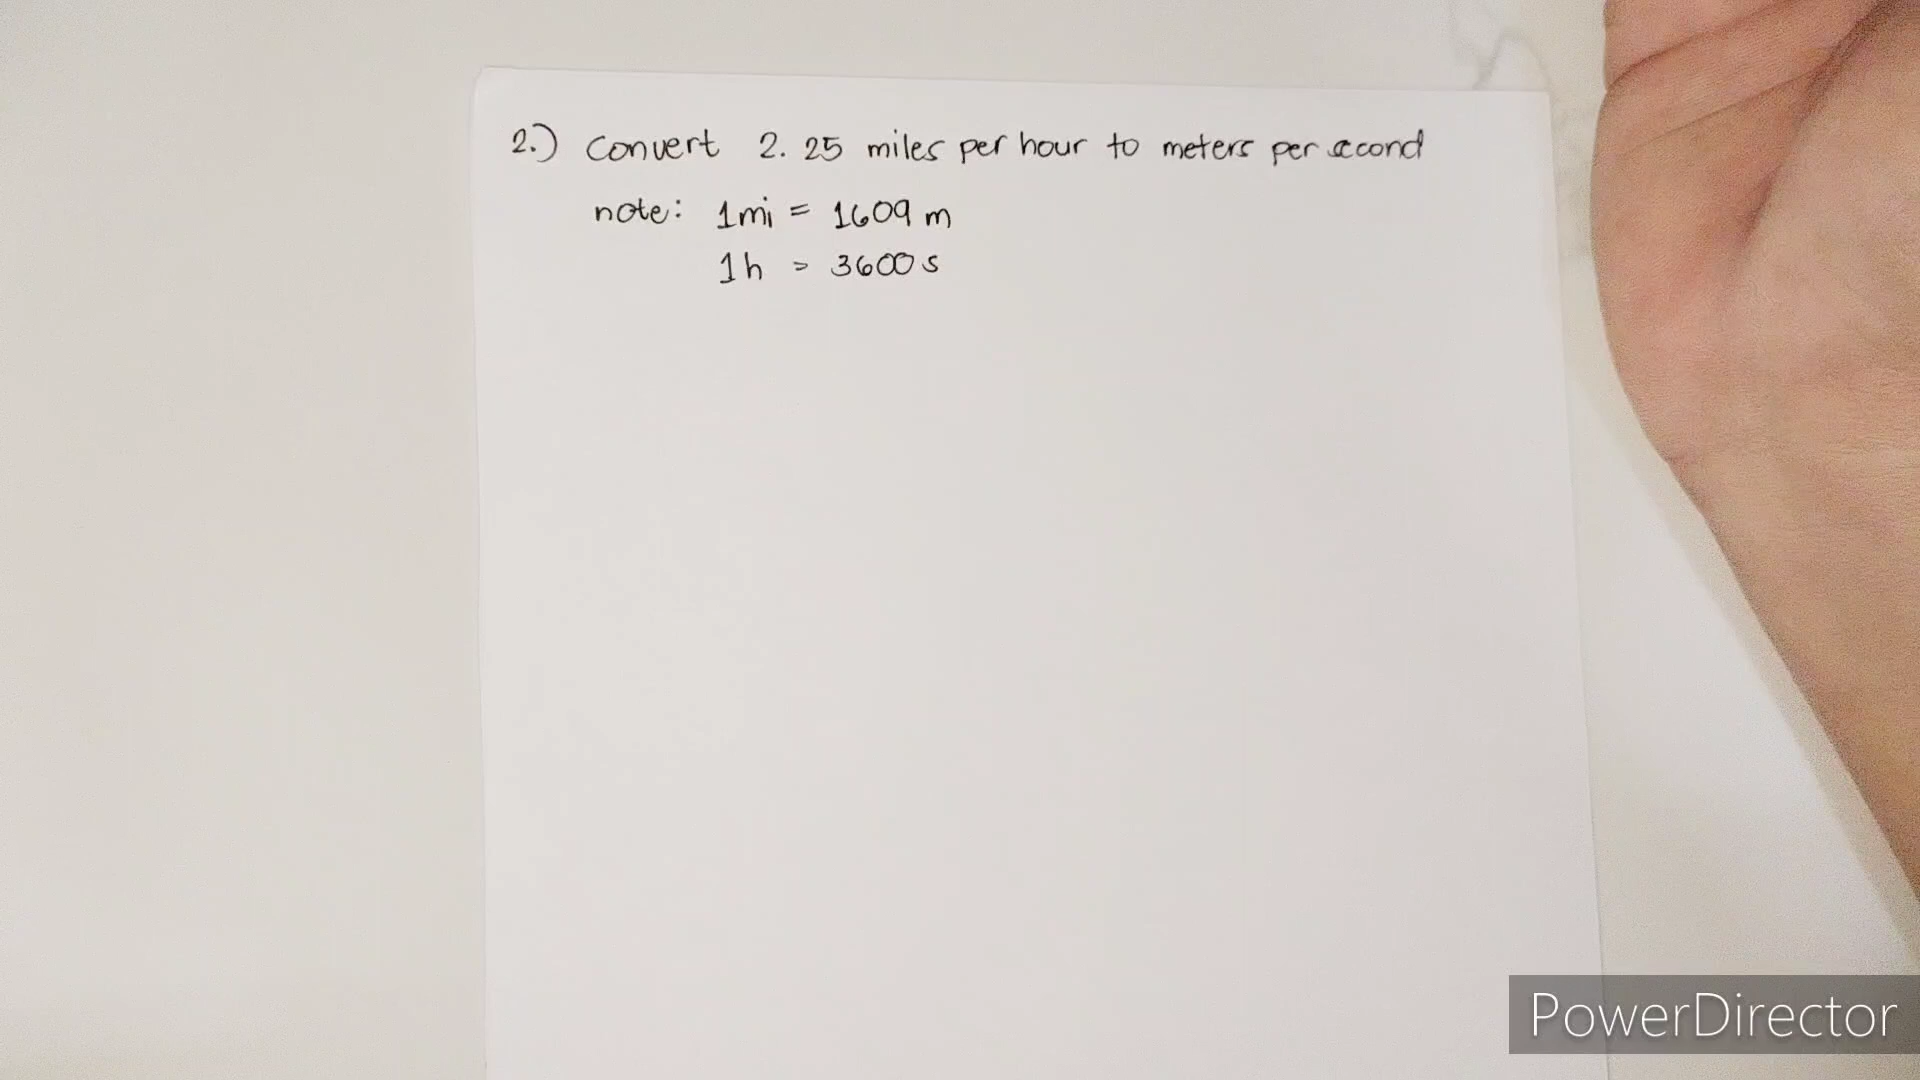 2.) Convert 2.25 miles per hour to meters per second
note: 1mi = 1609 m
1h = 3600 s
PowerDirector